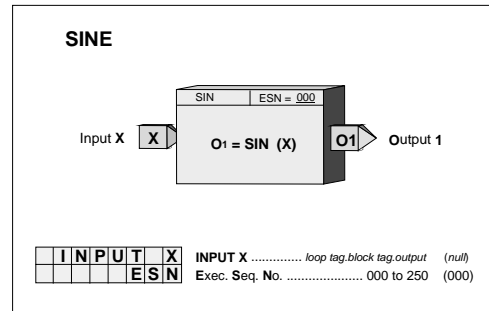 SINE
SIN ESN = 000
Input X X O1 = SIN (X) O1 Output 1
INPUT X INPUT X .............. loop tag.block tag.output (null)
ESN Exec. Seq. No. ..................... 000 to 250 (000)